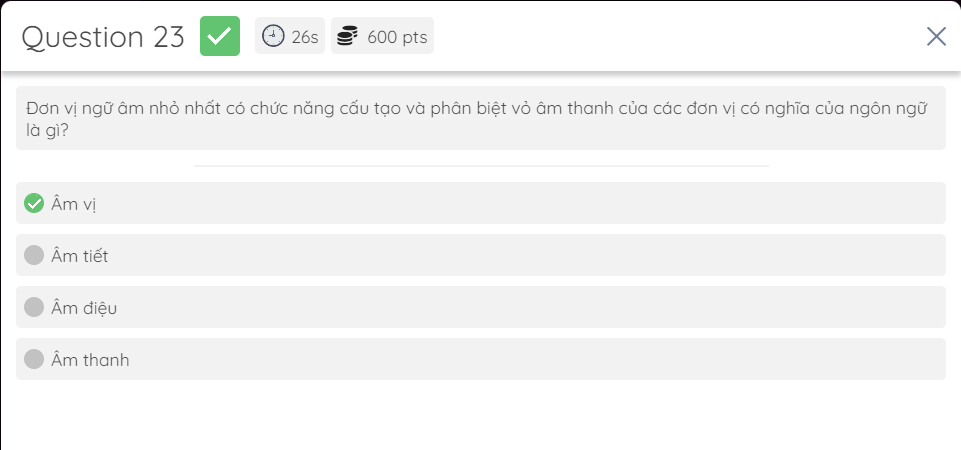 Question 23
26s
600 pts
Đơn vị ngữ âm nhỏ nhất có chức năng cấu tạo và phân biệt vỏ âm thanh của các đơn vị có nghĩa của ngôn ngữ
là gì?
Âm vị
Âm tiết
Âm điệu
Âm thanh